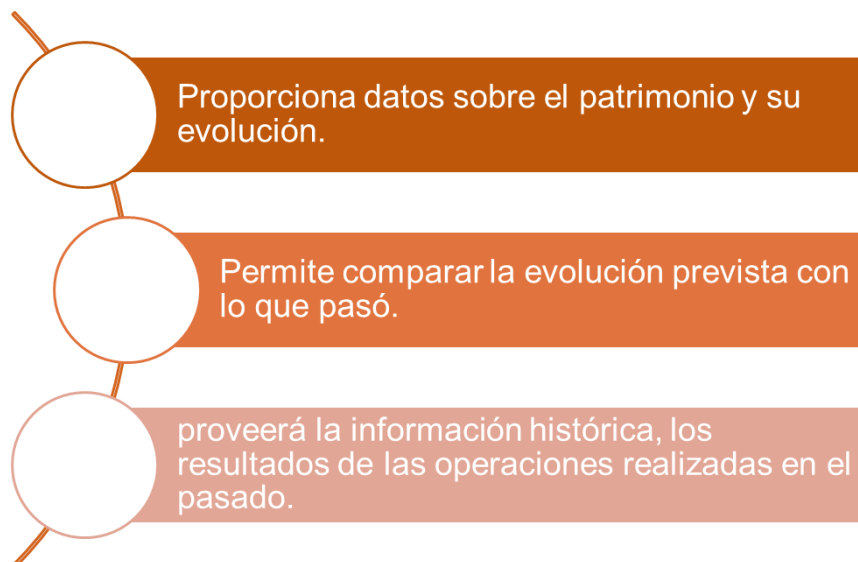 Proporciona datos sobre el patrimonio y su
evolución.
Permite comparar la evolución prevista con
lo que pasó.
proveerá la información histórica, los
resultados de las operaciones realizadas en el
pasado.